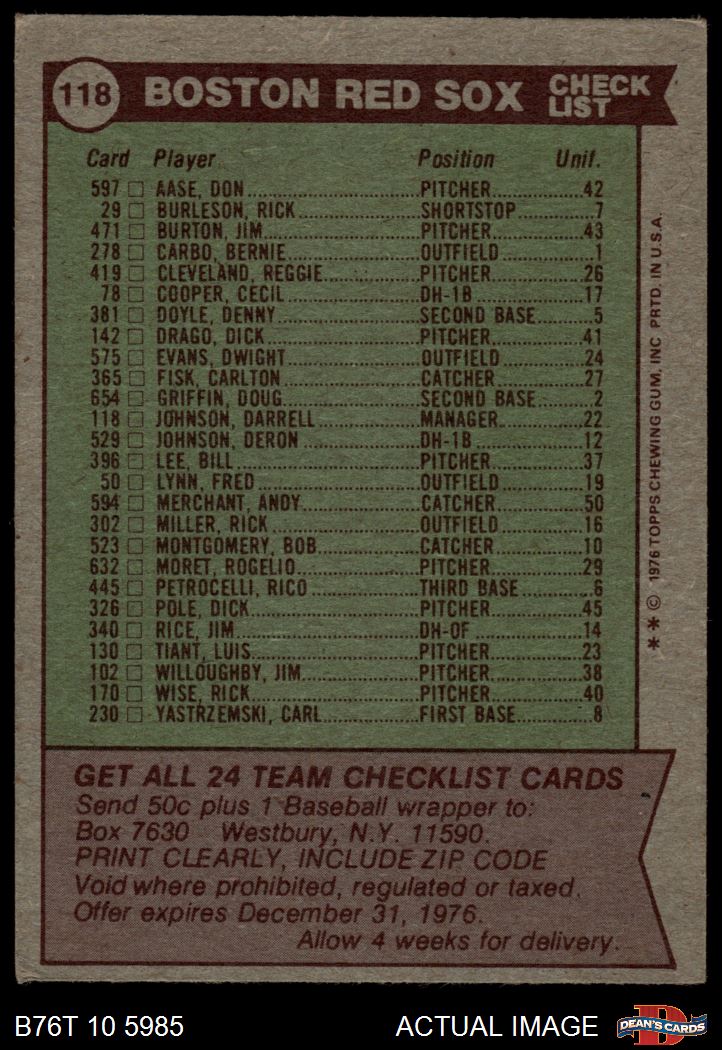 118 BOSTON RED SOX CHECK LIST
Card Player Position Unif.
597 □ AASE, DON PITCHER 42
29 □ BURLESON, RICK SHORTSTOP 7
471 □ BURTON, JIM PITCHER 43
278 □ CARBO, BERNIE OUTFIELD 1
419 □ CLEVELAND, REGGIE PITCHER 26
78 □ COOPER, CECIL DH-1B 17
381 □ DOYLE, DENNY SECOND BASE 5
142 □ DRAGO, DICK PITCHER 41
575 □ EVANS, DWIGHT OUTFIELD 24
365 □ FISK, CARLTON CATCHER 27
654 □ GRIFFIN, DOUG SECOND BASE 2
118 □ JOHNSON, DARRELL MANAGER 22
529 □ JOHNSON, DERON DH-1B 12
396 □ LEE, BILL PITCHER 37
50 □ LYNN, FRED OUTFIELD 19
594 □ MERCHANT, ANDY CATCHER 50
302 □ MILLER, RICK OUTFIELD 16
523 □ MONTGOMERY, BOB CATCHER 10
632 □ MORET, ROGELIO PITCHER 29
445 □ PETROCELLI, RICO THIRD BASE 6
326 □ POLE, DICK PITCHER 45
340 □ RICE, JIM DH-OF 14
130 □ TIANT, LUIS PITCHER 23
102 □ WILLOUGHBY, JIM PITCHER 38
170 □ WISE, RICK PITCHER 40
230 □ YASTRZEMSKI, CARL FIRST BASE 8
** © 1976 TOPPS CHEWING GUM, INC PRTD. IN U.S.A.
GET ALL 24 TEAM CHECKLIST CARDS
Send 50c plus 1 Baseball wrapper to:
Box 7630 Westbury, N.Y. 11590.
PRINT CLEARLY, INCLUDE ZIP CODE
Void where prohibited, regulated or taxed.
Offer expires December 31, 1976.
Allow 4 weeks for delivery.
B76T 10 5985 ACTUAL IMAGE DEAN'S CARDS